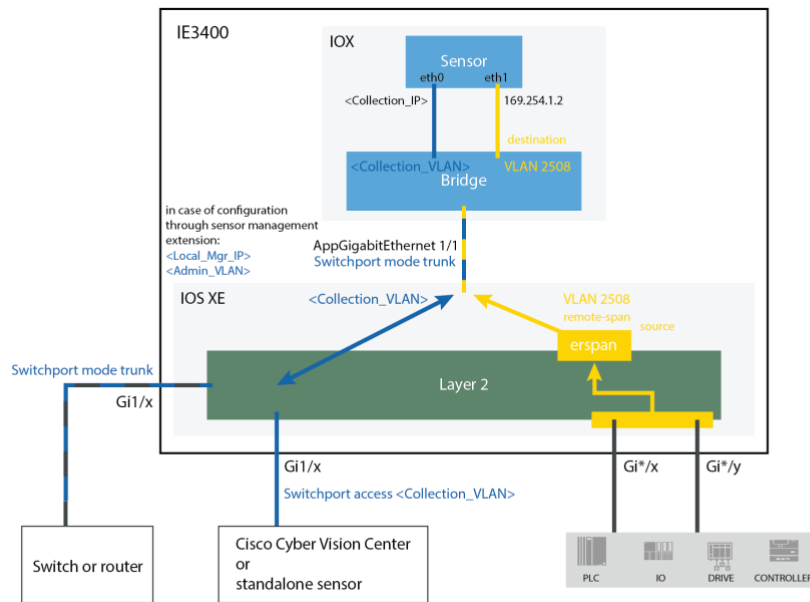 IE3400
IOX
Sensor
eth0
eth1
<Collection_IP>
169.254.1.2
destination
<Collection_VLAN>
VLAN 2508
Bridge
in case of configuration
through sensor management
extension:
<Local_Mgr_IP>
<Admin_VLAN>
AppGigabitEthernet 1/1
Switchport mode trunk
IOS XE
<Collection_VLAN>
VLAN 2508
remote-span
source
erspan
Layer 2
Switchport mode trunk
Gi1/x
Gi1/x
Gi*/x
Gi*/y
Switchport access <Collection_VLAN>
Switch or router
Cisco Cyber Vision Center
or
standalone sensor
PLC
IO
DRIVE
CONTROLLER